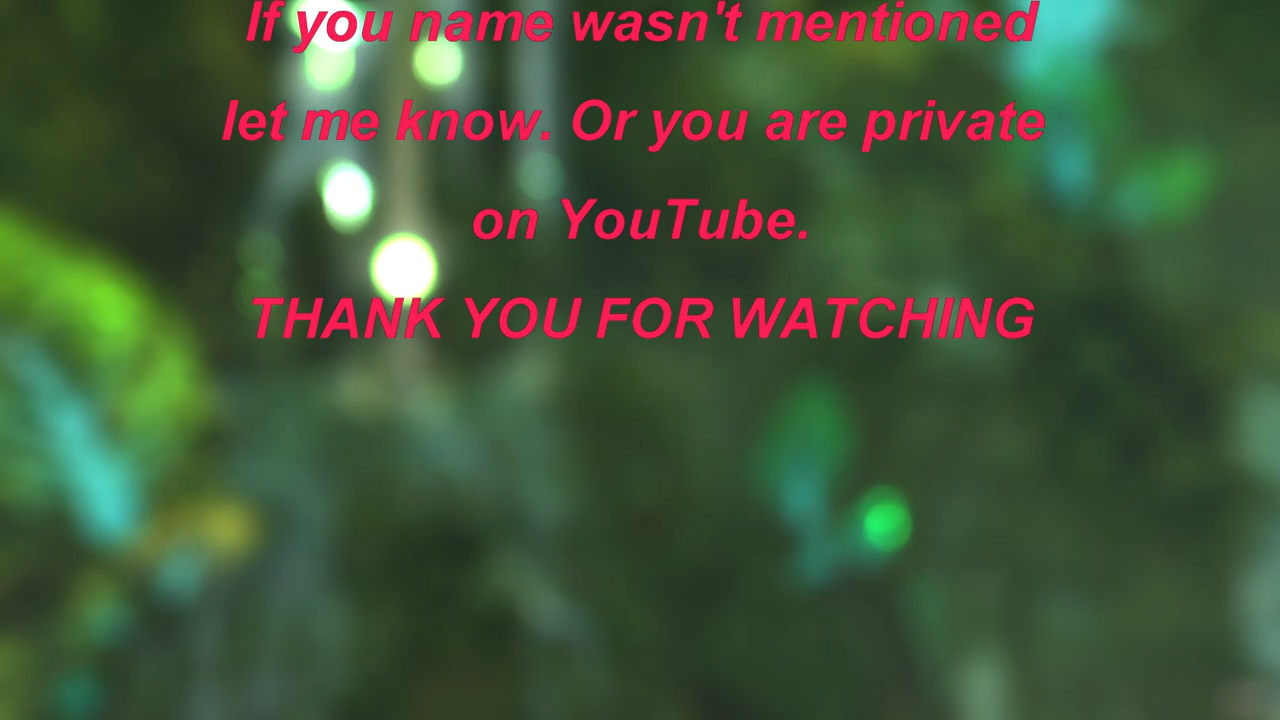 If you name wasn't mentioned
let me know. Or you are private
on YouTube.
THANK YOU FOR WATCHING